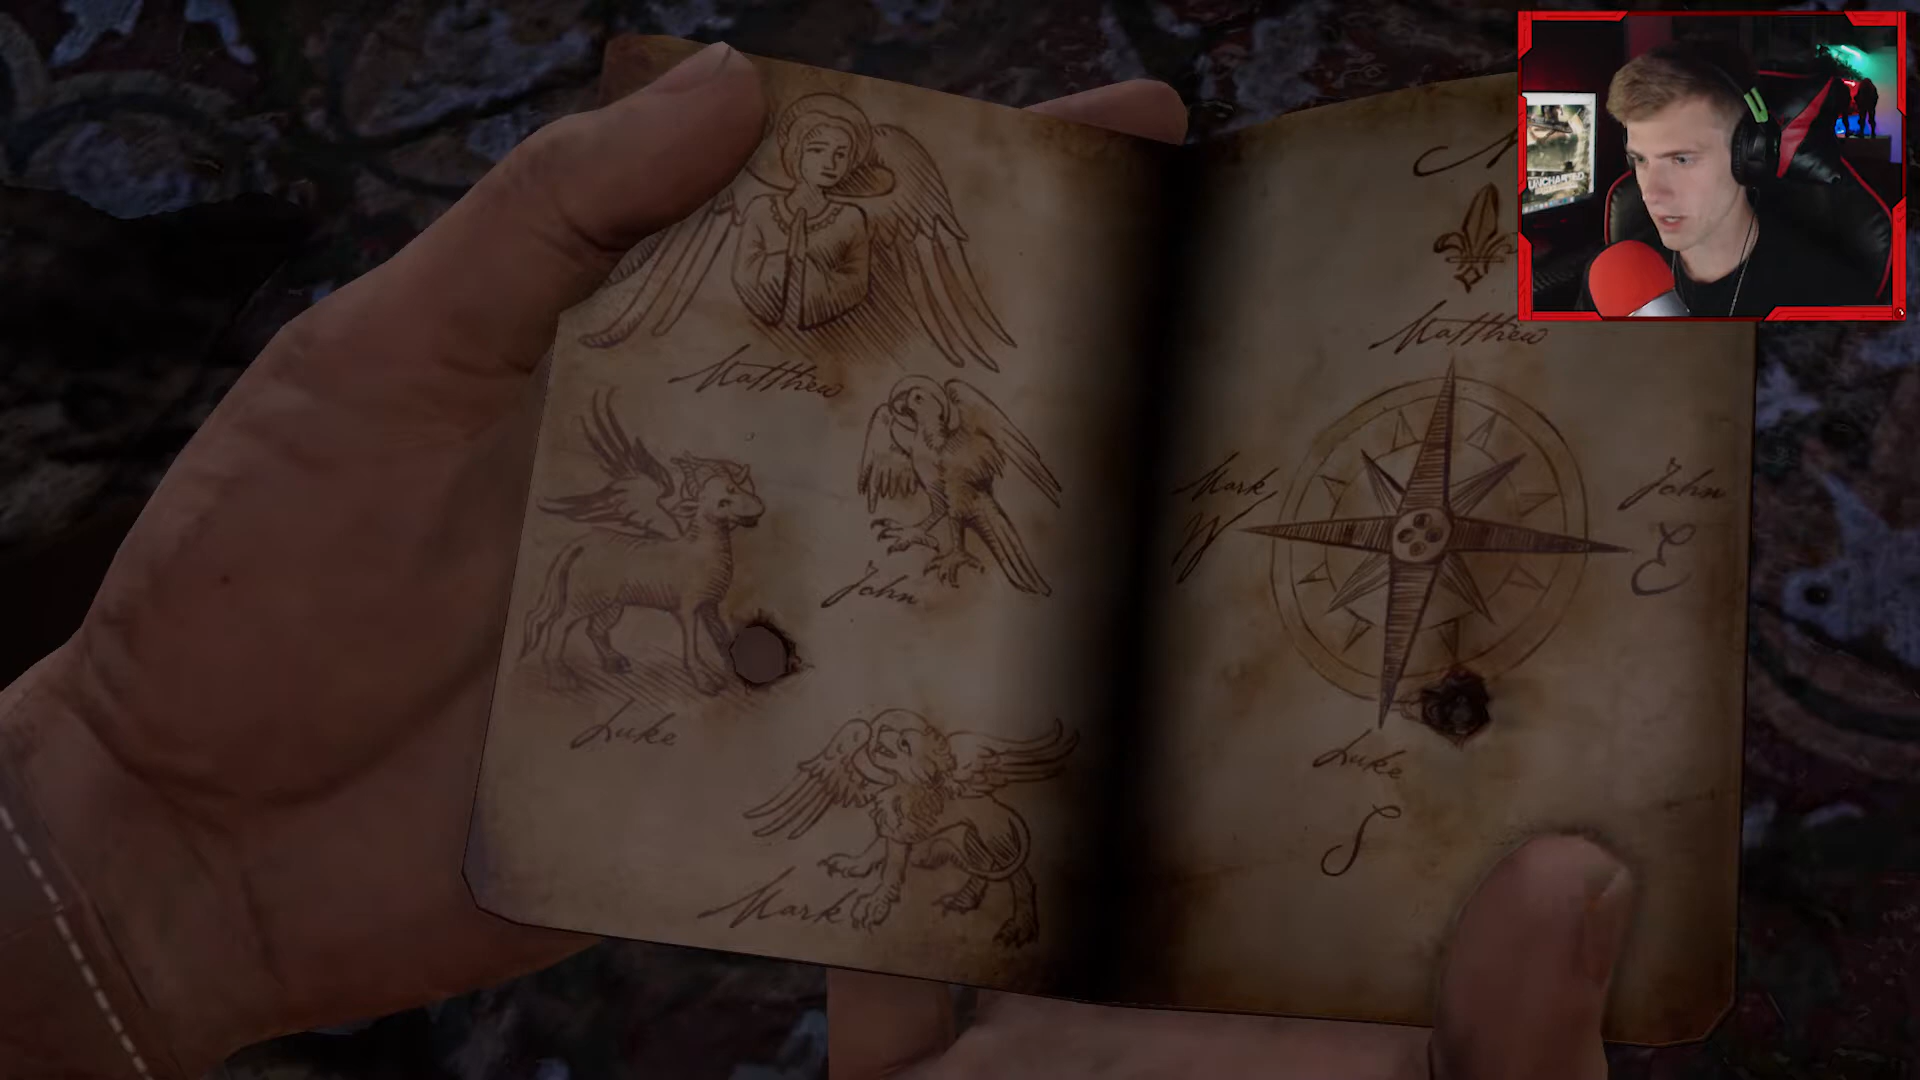 Matthew
John
Luke
Mark
N
Matthew
Mark
W
John
E
Luke
S
UNCHARTED